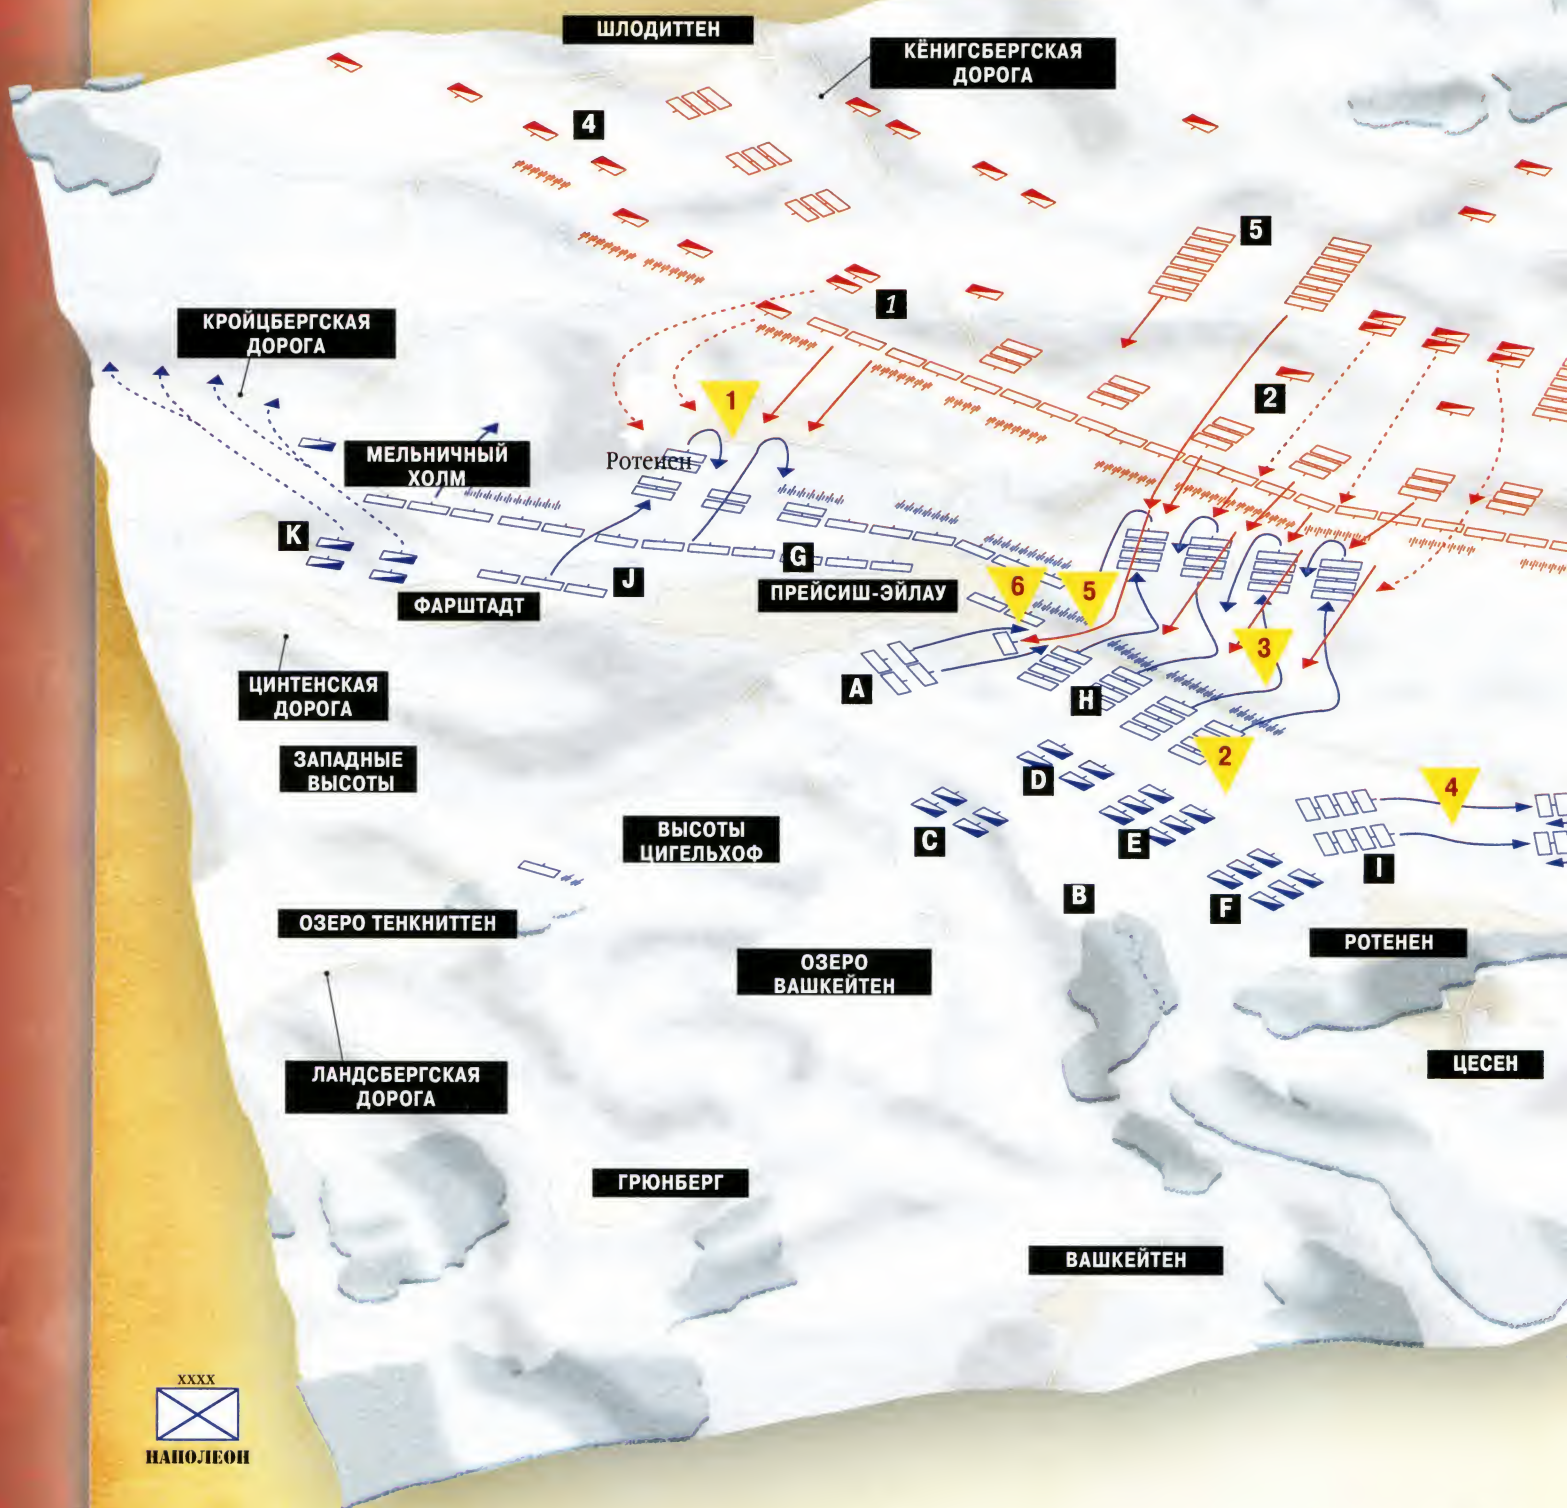 ШЛОДИТТЕН
КЁНИГСБЕРГСКАЯ
ДОРОГА
4
5
1
КРОЙЦБЕРГСКАЯ
ДОРОГА
2
1
МЕЛЬНИЧНЫЙ
ХОЛМ
Ротенен
K
G
J
6
5
ПРЕЙСИШ-ЭЙЛАУ
ФАРШТАДТ
3
ЦИНТЕНСКАЯ
ДОРОГА
A
H
ЗАПАДНЫЕ
ВЫСОТЫ
2
D
4
C
E
ВЫСОТЫ
ЦИГЕЛЬХОФ
I
B
F
ОЗЕРО ТЕНКНИТТЕН
РОТЕНЕН
ОЗЕРО
ВАШКЕЙТЕН
ЦЕСЕН
ЛАНДСБЕРГСКАЯ
ДОРОГА
ГРЮНБЕРГ
ВАШКЕЙТЕН
XXXX
НАПОЛЕОН